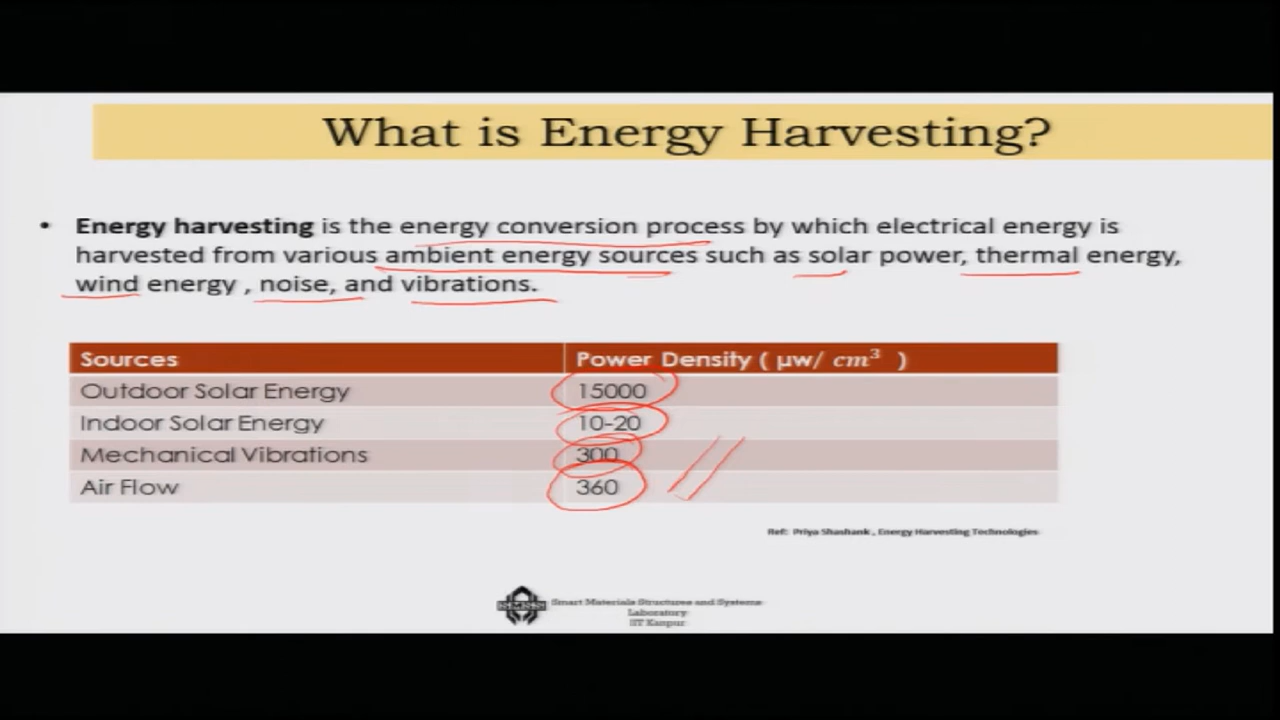 What is Energy Harvesting?
• Energy harvesting is the energy conversion process by which electrical energy is
harvested from various ambient energy sources such as solar power, thermal energy,
wind energy , noise, and vibrations.
Sources Power Density ( μw/ cm³ )
Outdoor Solar Energy 15000
Indoor Solar Energy 10-20
Mechanical Vibrations 300
Air Flow 360
Ref: Priya Shashank , Energy Harvesting Technologies
Smart Materials Structures and Systems
Laboratory
IIT Kanpur